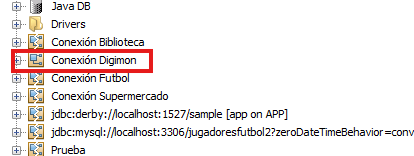 Java DB
Drivers
Conexión Biblioteca
Conexión Digimon
Conexión Futbol
Conexión Supermercado
jdbc:derby://localhost:1527/sample [app on APP]
jdbc:mysql://localhost:3306/jugadoresfutbol2?zeroDateTimeBehavior=conv
Prueba